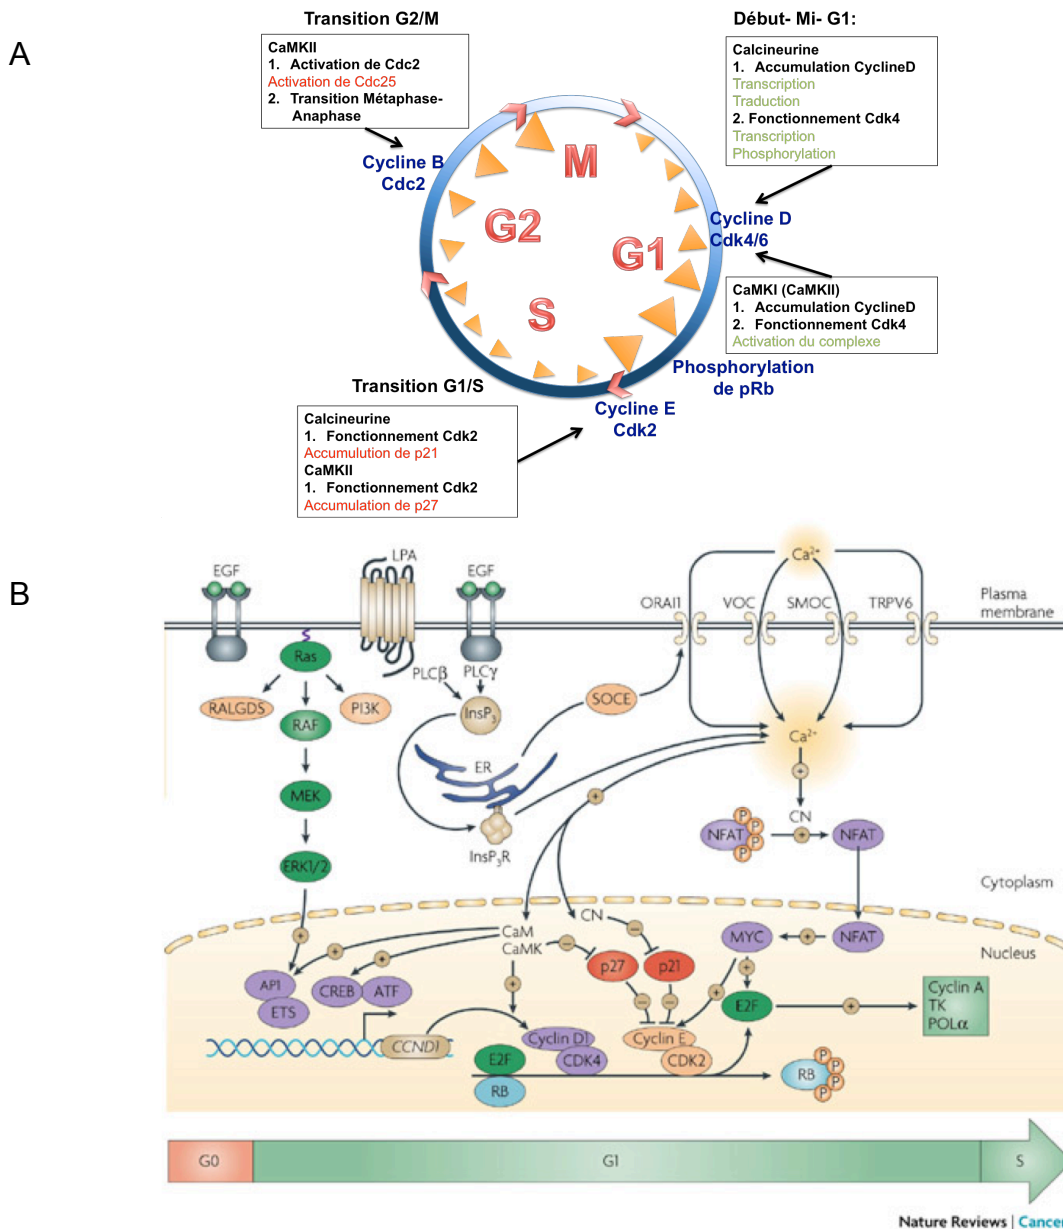 A
Transition G2/M
CaMKII
1. Activation de Cdc2
Activation de Cdc25
2. Transition Métaphase-
Anaphase
Début- Mi- G1:
Calcineurine
1. Accumulation CyclineD
Transcription
Traduction
2. Fonctionnement Cdk4
Transcription
Phosphorylation
Cycline B
Cdc2
M
G2
G1
S
Cycline D
Cdk4/6
CaMKI (CaMKII)
1. Accumulation CyclineD
2. Fonctionnement Cdk4
Activation du complexe
Phosphorylation
de pRb
Transition G1/S
Cycline E
Cdk2
Calcineurine
1. Fonctionnement Cdk2
Accumulution de p21
CaMKII
1. Fonctionnement Cdk2
Accumulation de p27
B
EGF
LPA
EGF
Ca²⁺
ORAI1
VOC
SMOC
TRPV6
Plasma
membrane
Ras
PLCβ
PLCγ
RALGDS
PI3K
RAF
InsP₃
SOCE
Ca²⁺
ER
MEK
+
+
CN
NFAT
P
P
P
P
+
NFAT
InsP₃R
ERK1/2
Cytoplasm
CaM
CaMK
CN
+
+
+
−
−
MYC
+
NFAT
Nucleus
p27
p21
AP1
ETS
CREB
ATF
+
−
−
+
+
E2F
+
Cyclin A
TK
POLα
CCND1
Cyclin D1
CDK4
Cyclin E
CDK2
E2F
RB
RB
P
P
P
P
G0
G1
S
Nature Reviews | Cancer